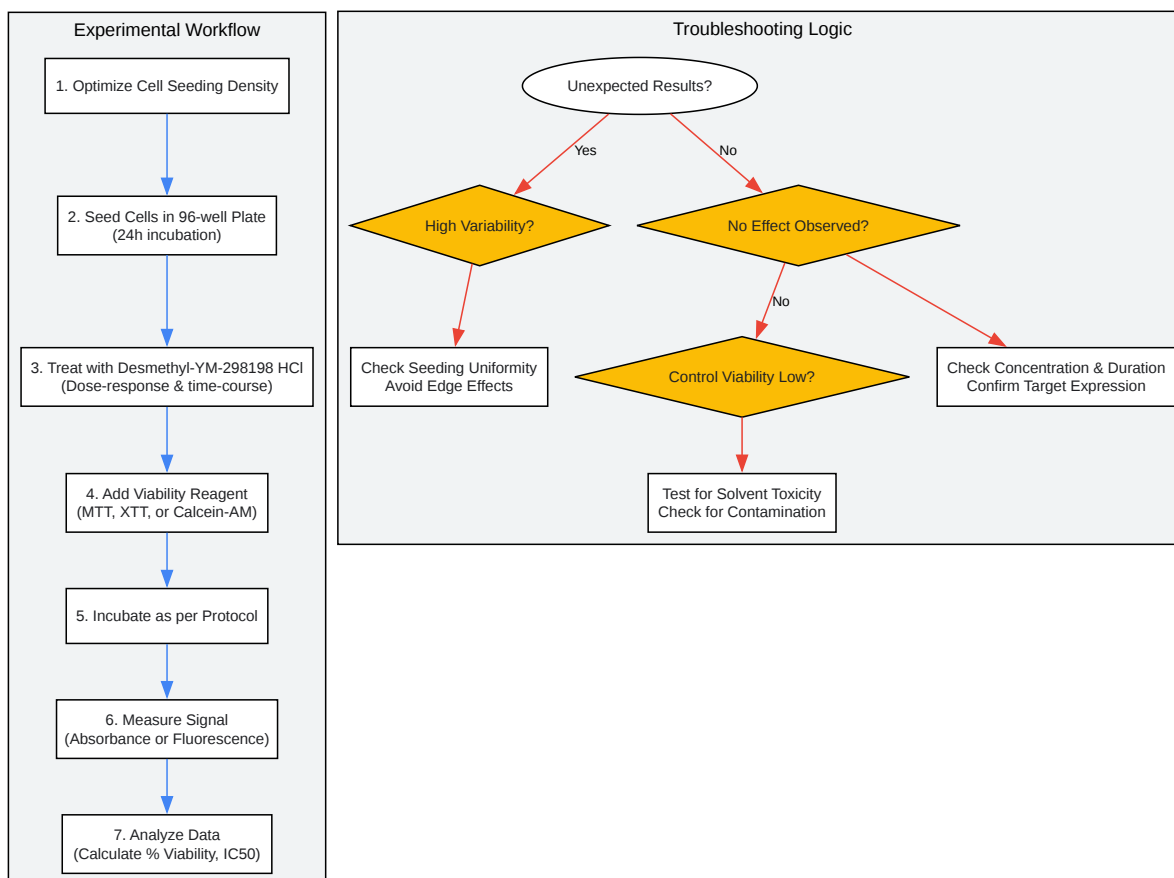 Experimental Workflow
1. Optimize Cell Seeding Density
2. Seed Cells in 96-well Plate
(24h incubation)
3. Treat with Desmethyl-YM-298198 HCl
(Dose-response & time-course)
4. Add Viability Reagent
(MTT, XTT, or Calcein-AM)
5. Incubate as per Protocol
6. Measure Signal
(Absorbance or Fluorescence)
7. Analyze Data
(Calculate % Viability, IC50)
Troubleshooting Logic
Unexpected Results?
Yes
No
High Variability?
No Effect Observed?
No
Check Seeding Uniformity
Avoid Edge Effects
Control Viability Low?
Check Concentration & Duration
Confirm Target Expression
Test for Solvent Toxicity
Check for Contamination